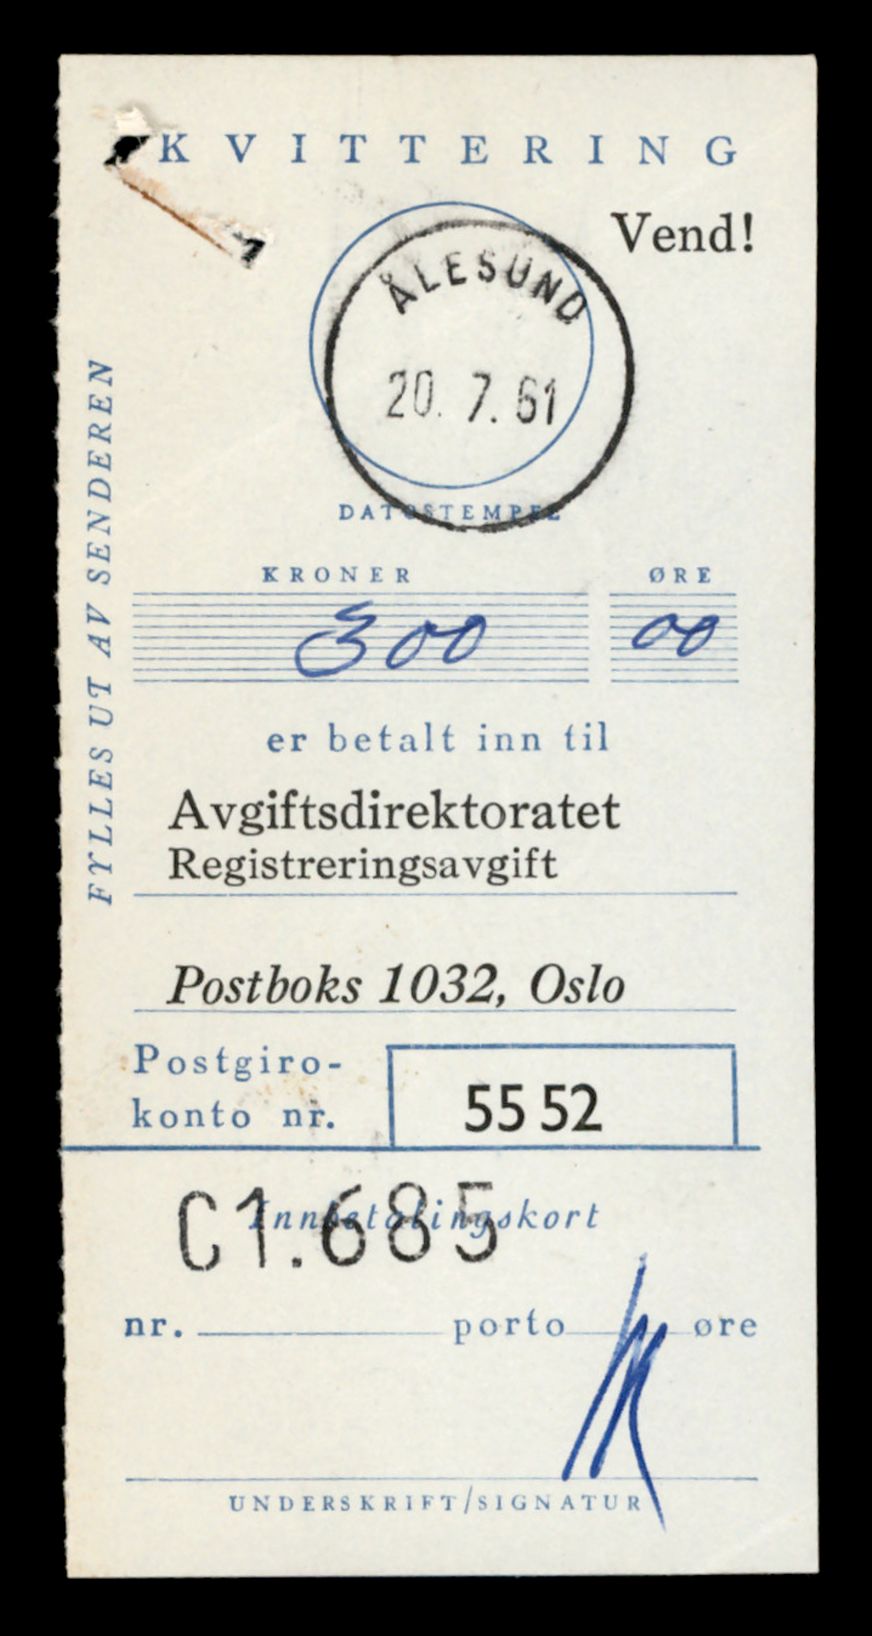 KVITTERING
Vend!
ÅLESUND
20. 7. 61
DATOSTEMPEL
FYLLES UT AV SENDEREN
KRONER ØRE
300 00
er betalt inn til
Avgiftsdirektoratet
Registreringsavgift
Postboks 1032, Oslo
Postgiro-
konto nr. 55 52
C1.685
Innbetalingskort
nr. porto øre
UNDERSKRIFT/SIGNATUR